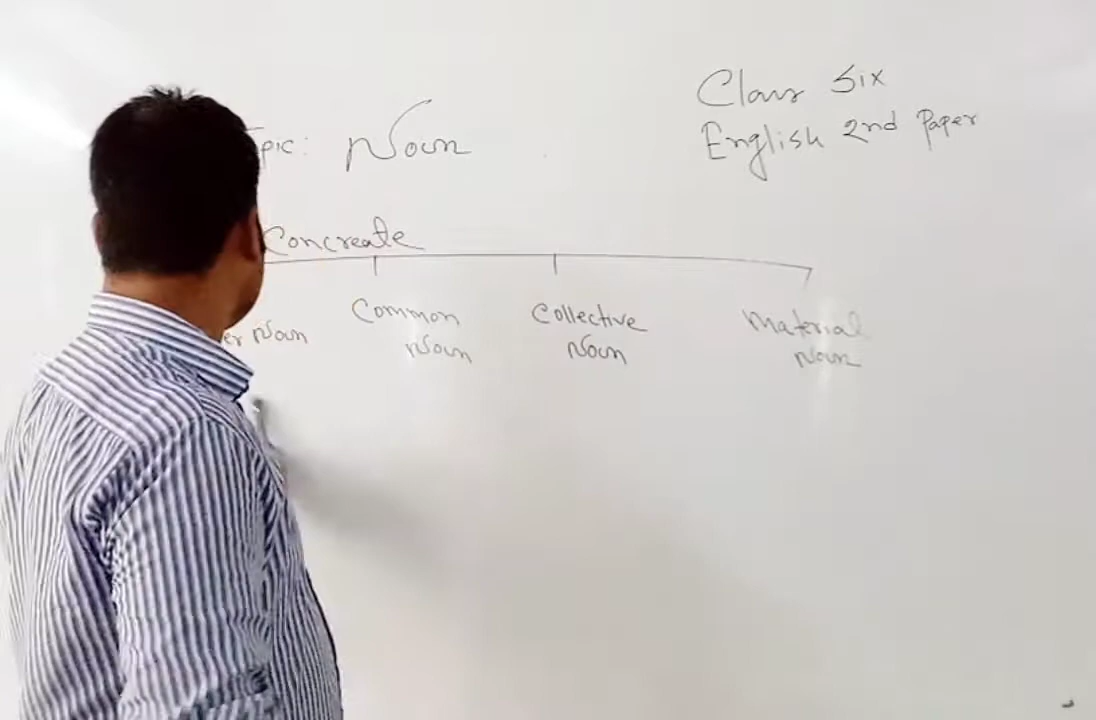 pic: Noun
Class Six
English 2nd Paper
Concreate
er Noun
Common
Noun
Collective
Noun
Material
Noun